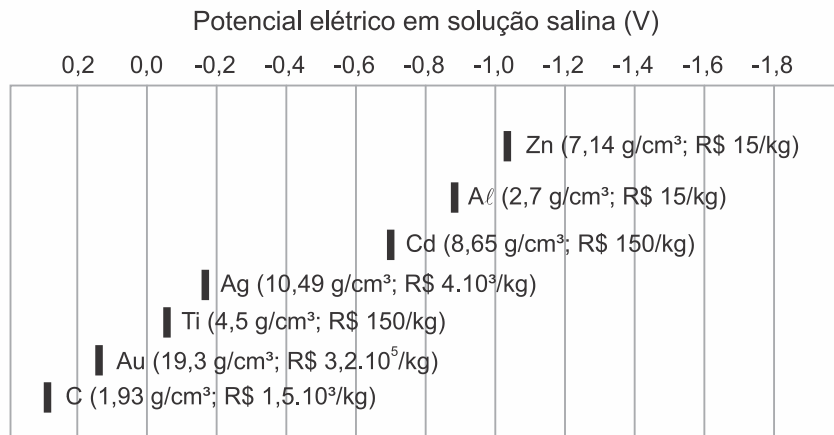 Potencial elétrico em solução salina (V)
0,2 0,0 -0,2 -0,4 -0,6 -0,8 -1,0 -1,2 -1,4 -1,6 -1,8
Zn (7,14 g/cm³; R$ 15/kg)
Aℓ (2,7 g/cm³; R$ 15/kg)
Cd (8,65 g/cm³; R$ 150/kg)
Ag (10,49 g/cm³; R$ 4.10³/kg)
Ti (4,5 g/cm³; R$ 150/kg)
Au (19,3 g/cm³; R$ 3,2.10⁵/kg)
C (1,93 g/cm³; R$ 1,5.10³/kg)